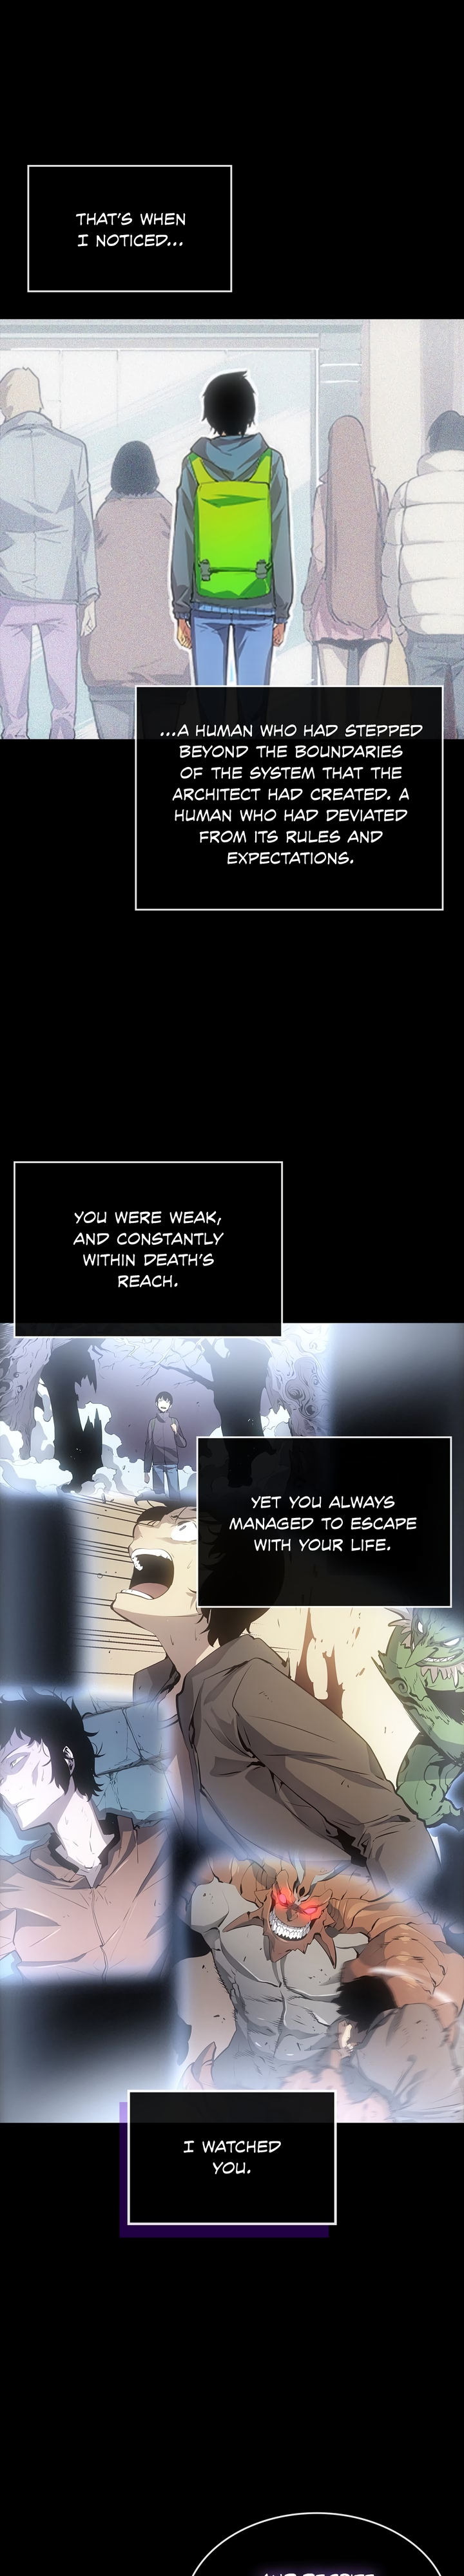 THAT'S WHEN
I NOTICED...
...A HUMAN WHO HAD STEPPED
BEYOND THE BOUNDARIES
OF THE SYSTEM THAT THE
ARCHITECT HAD CREATED. A
HUMAN WHO HAD DEVIATED
FROM ITS RULES AND
EXPECTATIONS.
YOU WERE WEAK,
AND CONSTANTLY
WITHIN DEATH'S
REACH.
YET YOU ALWAYS
MANAGED TO ESCAPE
WITH YOUR LIFE.
I WATCHED
YOU.